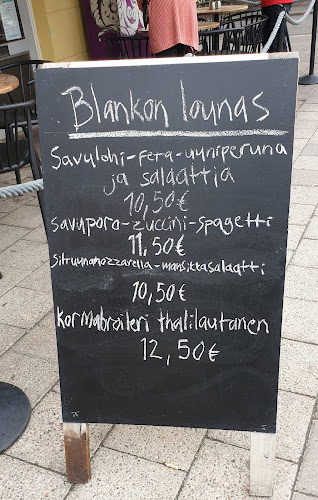 Blankon lounas
Savulohi-feta-uuniperuna
ja salaattia
10,50€
savuporo-zuccini-spagetti
11,50€
Sitruunamozzarella-mansikkasalaatti
10,50€
Kormabroileri thalilautanen
12,50€